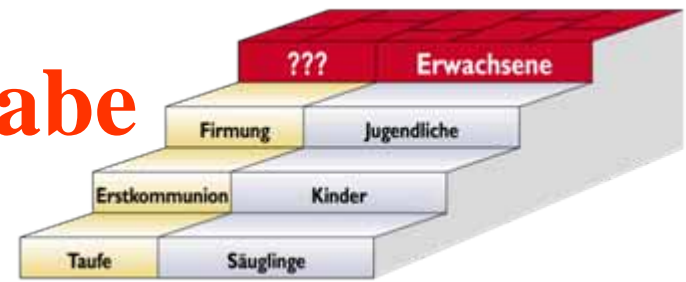 ??? Erwachsene
abe
Firmung Jugendliche
Erstkommunion Kinder
Taufe Säuglinge